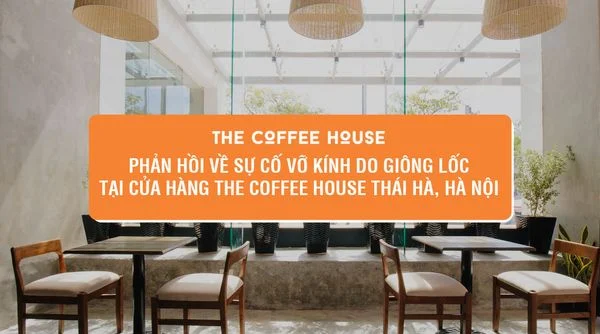 THE COFFEE HOUSE
PHẢN HỒI VỀ SỰ CỐ VỠ KÍNH DO GIÔNG LỐC
TẠI CỬA HÀNG THE COFFEE HOUSE THÁI HÀ, HÀ NỘI